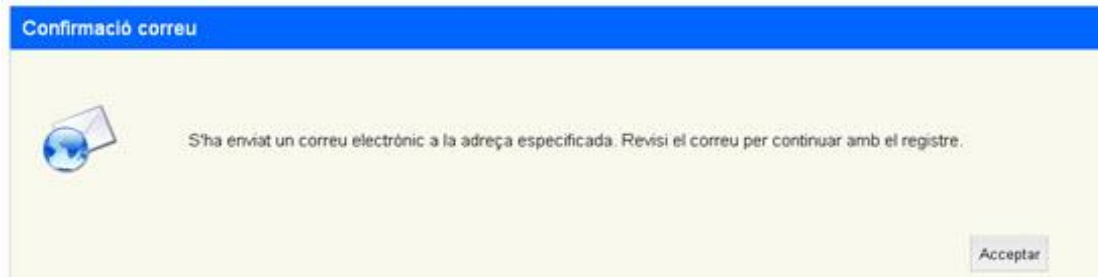 Confirmació correu
S'ha enviat un correu electrònic a la adreça especificada. Revisi el correu per continuar amb el registre.
Acceptar